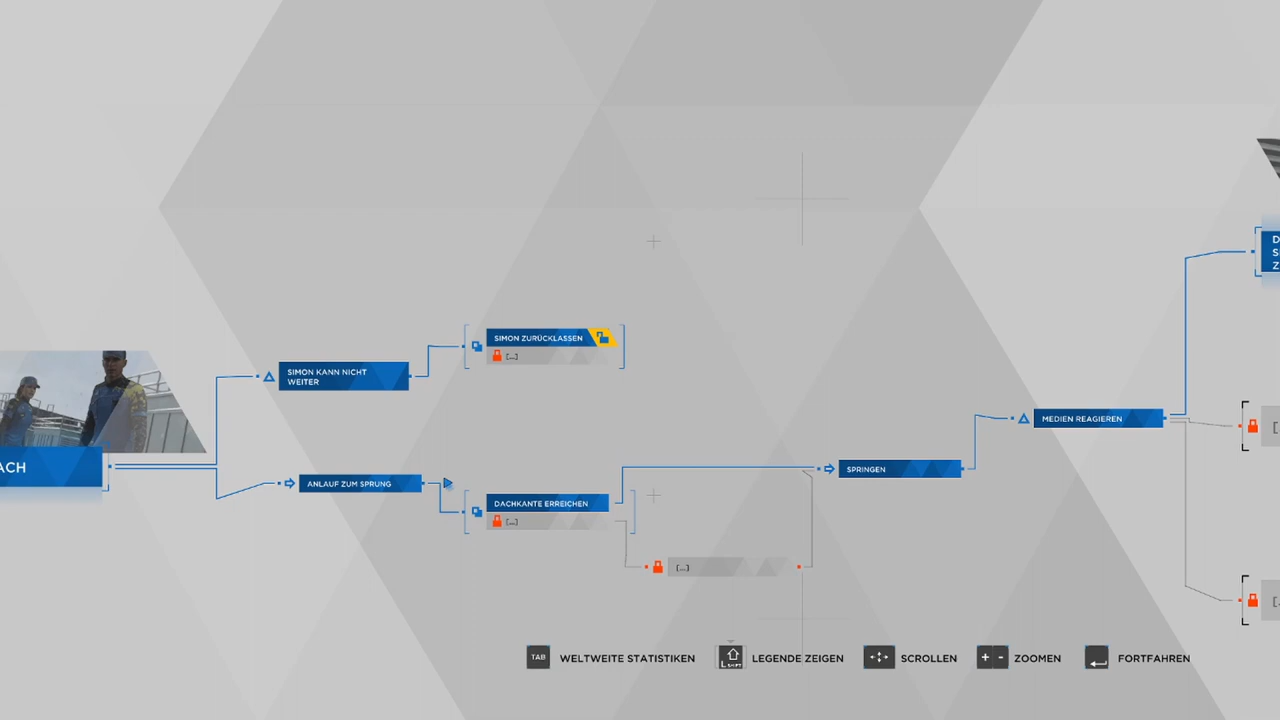 ACH
SIMON KANN NICHT
WEITER
SIMON ZURÜCKLASSEN
[...]
ANLAUF ZUM SPRUNG
DACHKANTE ERREICHEN
[...]
[...]
SPRINGEN
MEDIEN REAGIEREN
D
S
Z
[
[
TAB WELTWEITE STATISTIKEN
LEGENDE ZEIGEN
SCROLLEN
+ - ZOOMEN
FORTFAHREN